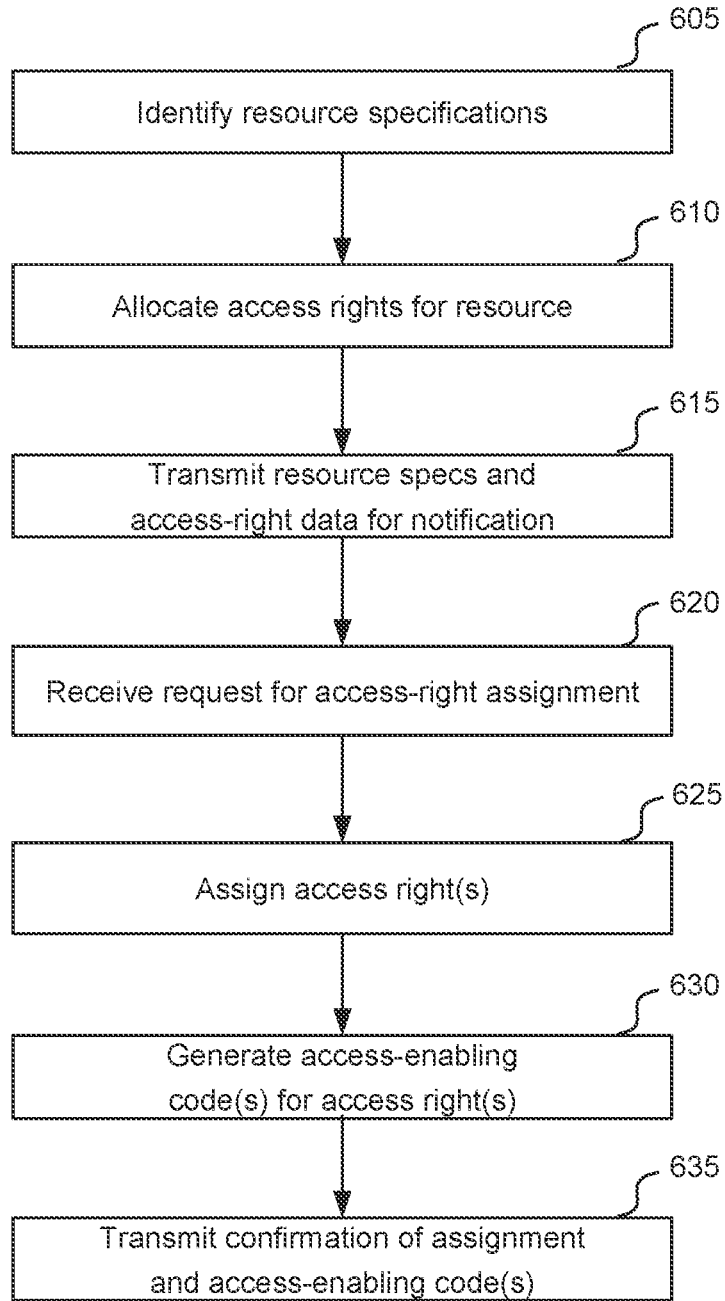 605
Identify resource specifications
610
Allocate access rights for resource
615
Transmit resource specs and
access-right data for notification
620
Receive request for access-right assignment
625
Assign access right(s)
630
Generate access-enabling
code(s) for access right(s)
635
Transmit confirmation of assignment
and access-enabling code(s)